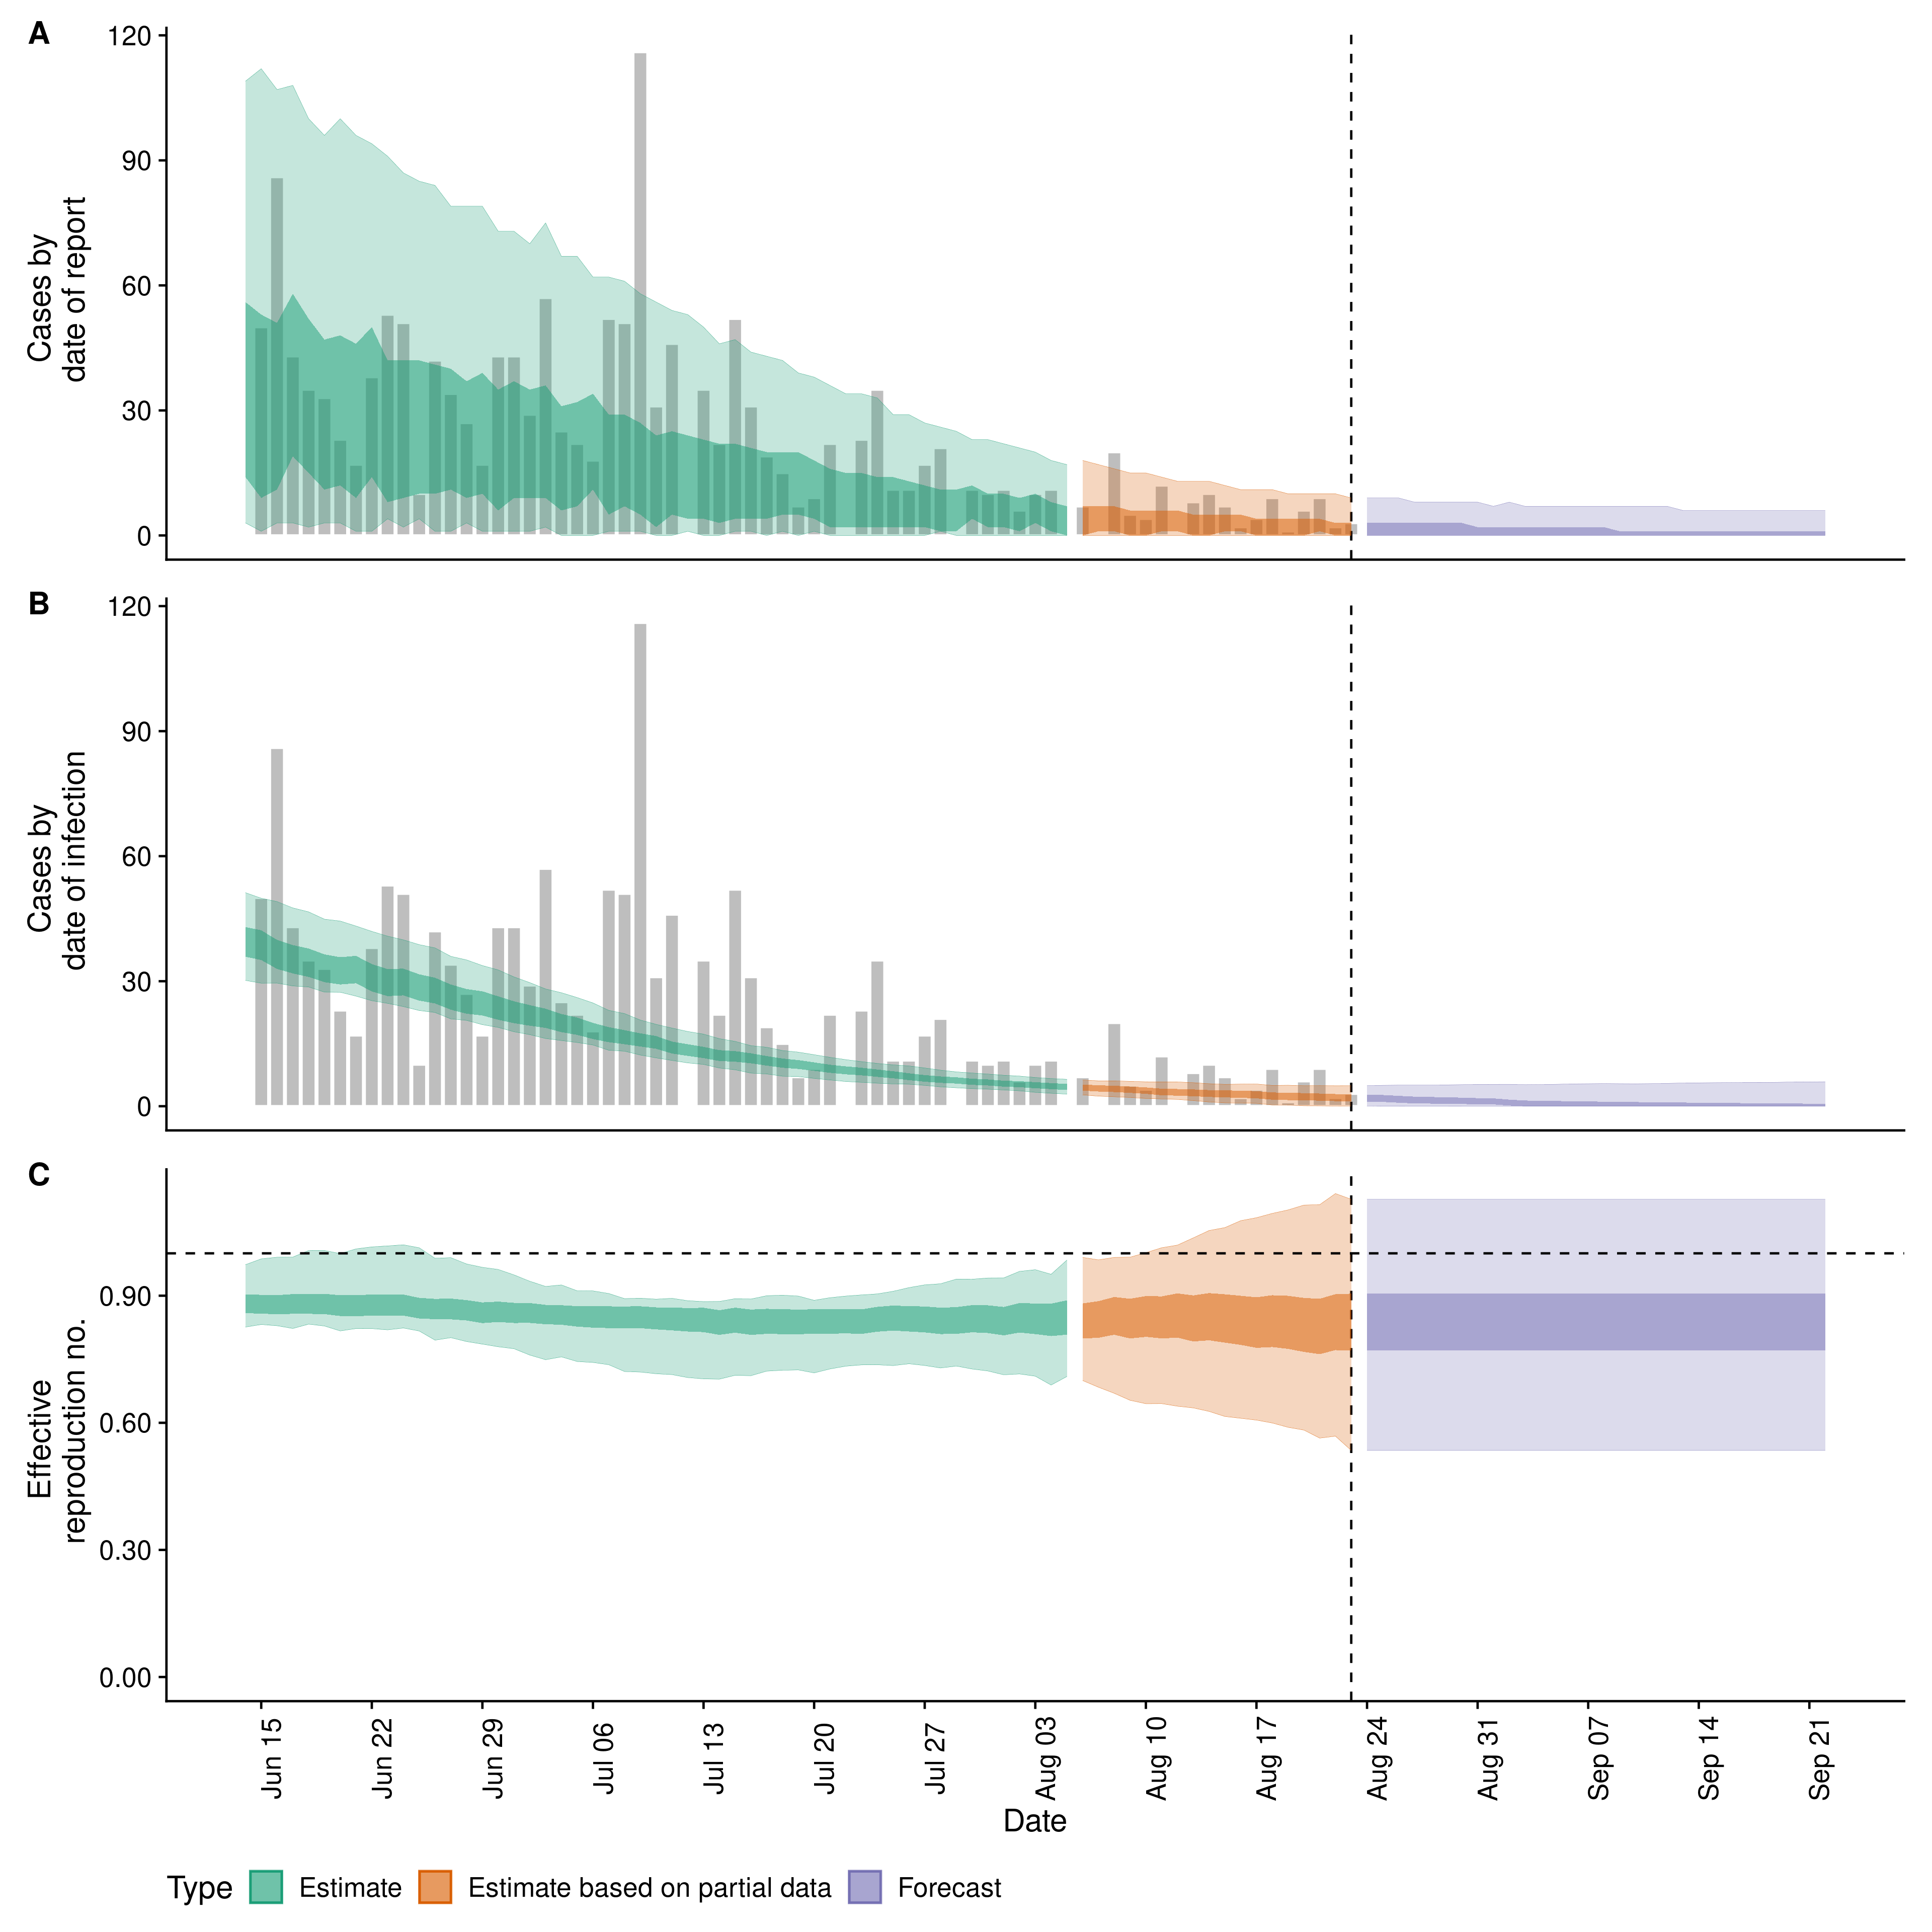 A
120
90
60
30
0
Cases by
date of report
B
120
90
60
30
0
Cases by
date of infection
C
0.90
0.60
0.30
0.00
Effective
reproduction no.
Jun 15
Jun 22
Jun 29
Jul 06
Jul 13
Jul 20
Jul 27
Aug 03
Aug 10
Aug 17
Aug 24
Aug 31
Sep 07
Sep 14
Sep 21
Date
Type Estimate Estimate based on partial data Forecast